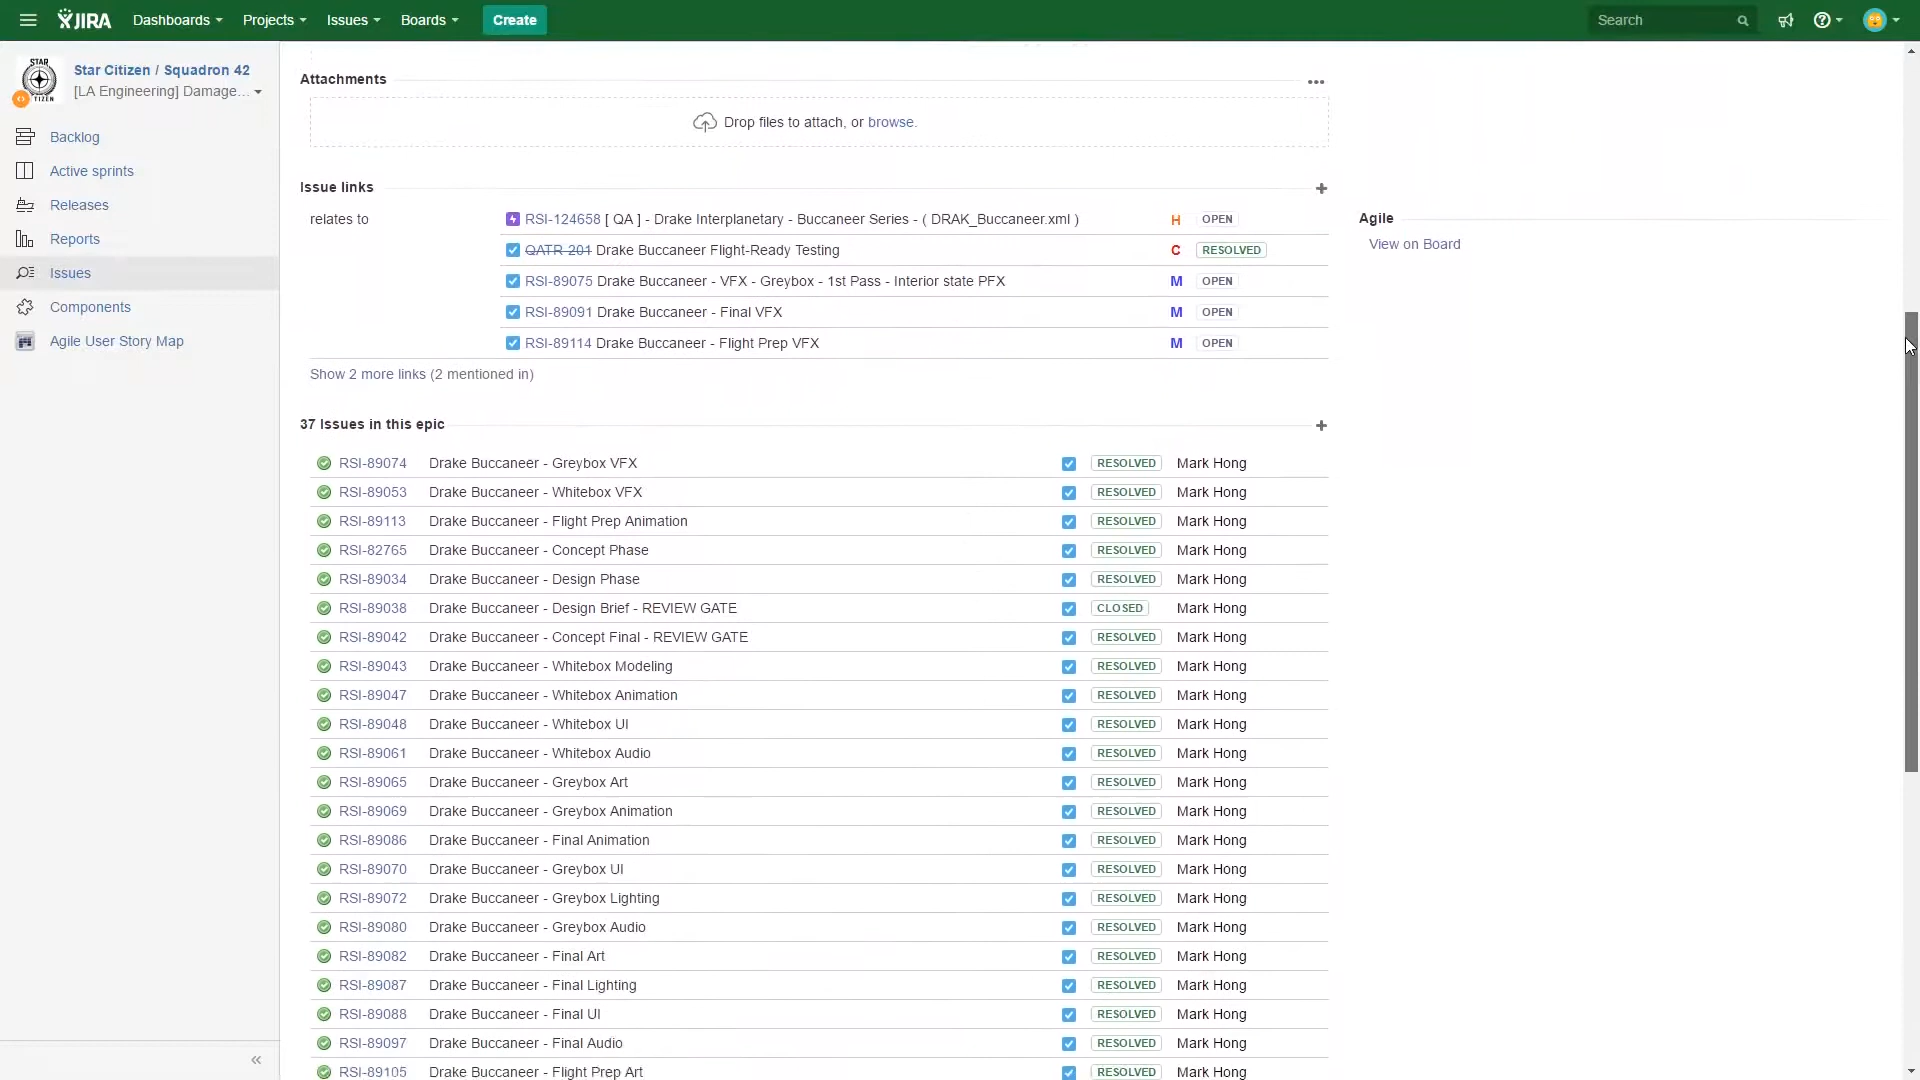 JIRA Dashboards Projects Issues Boards Create Search
STAR
TIZEN
Star Citizen / Squadron 42
[LA Engineering] Damage...
Backlog
Active sprints
Releases
Reports
Issues
Components
Agile User Story Map
Attachments
Drop files to attach, or browse.
Issue links
relates to
RSI-124658 [ QA ] - Drake Interplanetary - Buccaneer Series - ( DRAK_Buccaneer.xml ) H OPEN
QATR-201 Drake Buccaneer Flight-Ready Testing C RESOLVED
RSI-89075 Drake Buccaneer - VFX - Greybox - 1st Pass - Interior state PFX M OPEN
RSI-89091 Drake Buccaneer - Final VFX M OPEN
RSI-89114 Drake Buccaneer - Flight Prep VFX M OPEN
Show 2 more links (2 mentioned in)
Agile
View on Board
37 Issues in this epic
RSI-89074 Drake Buccaneer - Greybox VFX RESOLVED Mark Hong
RSI-89053 Drake Buccaneer - Whitebox VFX RESOLVED Mark Hong
RSI-89113 Drake Buccaneer - Flight Prep Animation RESOLVED Mark Hong
RSI-82765 Drake Buccaneer - Concept Phase RESOLVED Mark Hong
RSI-89034 Drake Buccaneer - Design Phase RESOLVED Mark Hong
RSI-89038 Drake Buccaneer - Design Brief - REVIEW GATE CLOSED Mark Hong
RSI-89042 Drake Buccaneer - Concept Final - REVIEW GATE RESOLVED Mark Hong
RSI-89043 Drake Buccaneer - Whitebox Modeling RESOLVED Mark Hong
RSI-89047 Drake Buccaneer - Whitebox Animation RESOLVED Mark Hong
RSI-89048 Drake Buccaneer - Whitebox UI RESOLVED Mark Hong
RSI-89061 Drake Buccaneer - Whitebox Audio RESOLVED Mark Hong
RSI-89065 Drake Buccaneer - Greybox Art RESOLVED Mark Hong
RSI-89069 Drake Buccaneer - Greybox Animation RESOLVED Mark Hong
RSI-89086 Drake Buccaneer - Final Animation RESOLVED Mark Hong
RSI-89070 Drake Buccaneer - Greybox UI RESOLVED Mark Hong
RSI-89072 Drake Buccaneer - Greybox Lighting RESOLVED Mark Hong
RSI-89080 Drake Buccaneer - Greybox Audio RESOLVED Mark Hong
RSI-89082 Drake Buccaneer - Final Art RESOLVED Mark Hong
RSI-89087 Drake Buccaneer - Final Lighting RESOLVED Mark Hong
RSI-89088 Drake Buccaneer - Final UI RESOLVED Mark Hong
RSI-89097 Drake Buccaneer - Final Audio RESOLVED Mark Hong
RSI-89105 Drake Buccaneer - Flight Prep Art RESOLVED Mark Hong